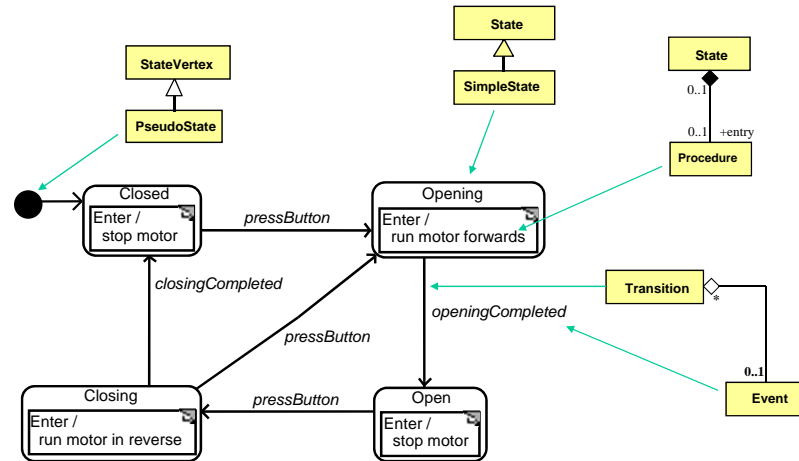 State
State
StateVertex
SimpleState
0..1
0..1 +entry
PseudoState
Procedure
Closed
Enter /
stop motor
pressButton
Opening
Enter /
run motor forwards
closingCompleted
pressButton
openingCompleted
Transition
*
0..1
Event
Closing
Enter /
run motor in reverse
pressButton
Open
Enter /
stop motor